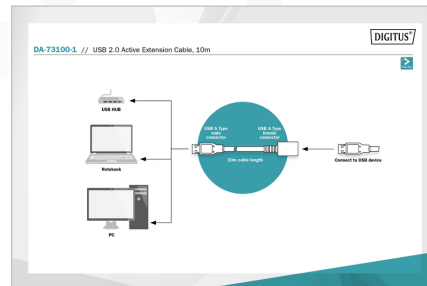 DIGITUS®
DA-73100-1 // USB 2.0 Active Extension Cable, 10m
USB HUB
USB A Type
male
connector
USB A Type
female
connector
10m cable length
Connect to USB device
Notebook
PC